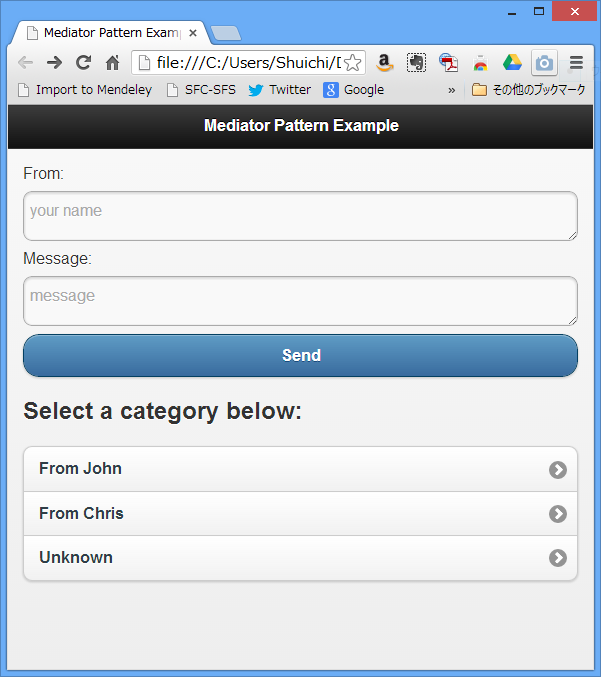 Mediator Pattern Examp
file:///C:/Users/Shuichi/D
Import to Mendeley SFC-SFS Twitter Google » その他のブックマーク
Mediator Pattern Example
From:
your name
Message:
message
Send
Select a category below:
From John
From Chris
Unknown